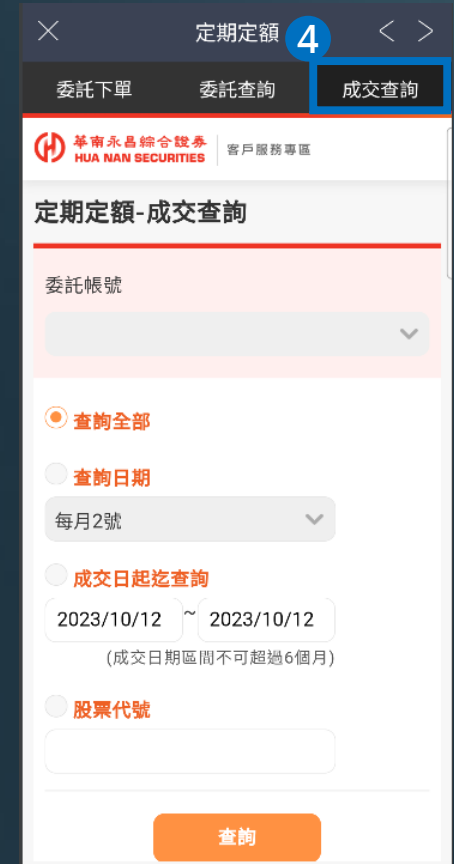 定期定額 4
委託下單 委託查詢 成交查詢
華南永昌綜合證券 客戶服務專區
HUA NAN SECURITIES
定期定額-成交查詢
委託帳號
查詢全部
查詢日期
每月2號
成交日起迄查詢
2023/10/12 ~ 2023/10/12
(成交日期區間不可超過6個月)
股票代號
查詢